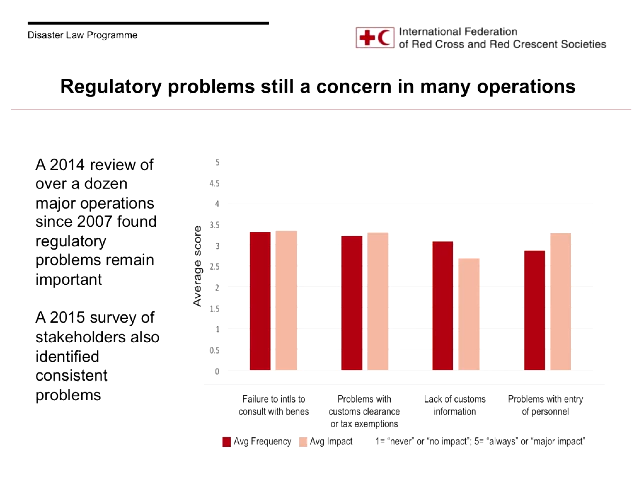 Disaster Law Programme
International Federation
of Red Cross and Red Crescent Societies
Regulatory problems still a concern in many operations
A 2014 review of
over a dozen
major operations
since 2007 found
regulatory
problems remain
important
A 2015 survey of
stakeholders also
identified
consistent
problems
Average score
5
4.5
4
3.5
3
2.5
2
1.5
1
0.5
0
Failure to intls to
consult with benes
Problems with
customs clearance
or tax exemptions
Lack of customs
information
Problems with entry
of personnel
Avg Frequency
Avg Impact
1= “never” or “no impact”; 5= “always” or “major impact”